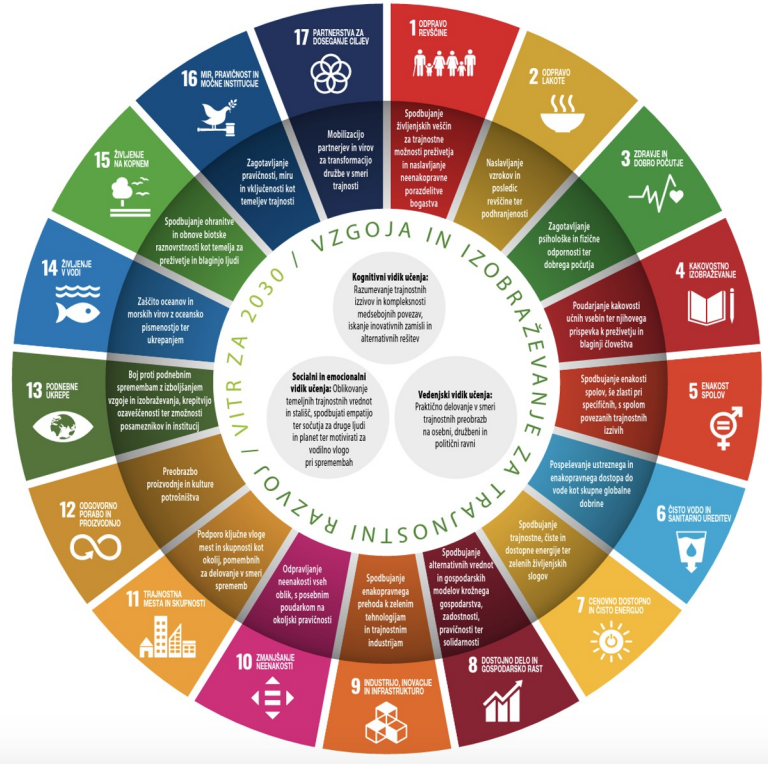 1 ODPRAVO
REVŠČINE
Spodbujanje
življenjskih veščin
za trajnostne
možnosti preživetja
in naslavljanje
neenakopravne
porazdelitve
bogastva
2 ODPRAVO
LAKOTE
Naslavljanje
vzrokov in
posledic
revščine ter
podhranjenosti
3 ZDRAVJE IN
DOBRO POČUTJE
Zagotavljanje
psihološke in fizične
odpornosti ter
dobrega počutja
4 KAKOVOSTNO
IZOBRAŽEVANJE
Poudarjanje kakovosti
učnih vsebin ter njihovega
prispevka k preživetju in
blaginji človeštva
5 ENAKOST
SPOLOV
Spodbujanje enakosti
spolov, še zlasti pri
specifičnih, s spolom
povezanih trajnostnih
izzivih
6 ČISTO VODO IN
SANITARNO UREDITEV
Pospeševanje ustreznega in
enakopravnega dostopa do
vode kot skupne globalne
dobrine
7 CENOVNO DOSTOPNO
IN ČISTO ENERGIJO
Spodbujanje
trajnostne, čiste in
dostopne energije ter
zelenih življenjskih
slogov
8 DOSTOJNO DELO IN
GOSPODARSKO RAST
Spodbujanje
alternativnih vrednot
in gospodarskih
modelov krožnega
gospodarstva,
zadostnosti,
pravičnosti ter
solidarnosti
9 INDUSTRIJO, INOVACIJE
IN INFRASTRUKTURO
Spodbujanje
enakopravnega
prehoda k zelenim
tehnologijam
in trajnostnim
industrijam
10 ZMANJŠANJE
NEENAKOSTI
Odpravljanje
neenakosti vseh
oblik, s posebnim
poudarkom na
okoljski pravičnosti
11 TRAJNOSTNA
MESTA IN SKUPNOSTI
Podporo ključne vloge
mest in skupnosti kot
okolij, pomembnih
za delovanje v smeri
sprememb
12 ODGOVORNO
PORABO IN
PROIZVODNJO
Preobrazbo
proizvodnje in kulture
potrošništva
13 PODNEBNE
UKREPE
Boj proti podnebnim
spremembam z izboljšanjem
vzgoje in izobraževanja, krepitvijo
ozaveščenosti ter zmožnosti
posameznikov in institucij
14 ŽIVLJENJE
V VODI
Zaščito oceanov in
morskih virov z oceansko
pismenostjo ter
ukrepanjem
15 ŽIVLJENJE
NA KOPNEM
Spodbujanje ohranitve
in obnove biotske
raznovrstnosti kot temelja za
preživetje in blaginjo ljudi
16 MIR, PRAVIČNOST IN
MOČNE INSTITUCIJE
Zagotavljanje
pravičnosti, miru
in vključenosti kot
temeljev trajnosti
17 PARTNERSTVA ZA
DOSEGANJE CILJEV
Mobilizacijo
partnerjev in virov
za transformacijo
družbe v smeri
trajnosti
VZGOJA IN IZOBRAŽEVANJE ZA TRAJNOSTNI RAZVOJ / VITR ZA 2030 /
Kognitivni vidik učenja:
Razumevanje trajnostnih
izzivov in kompleksnosti
medsebojnih povezav,
iskanje inovativnih zamisli in
alternativnih rešitev
Socialni in emocionalni
vidik učenja: Oblikovanje
temeljnih trajnostnih vrednot
in stališč, spodbujati empatijo
ter sočutja za druge ljudi
in planet ter motivirati za
vodilno vlogo
pri spremembah
Vedenjski vidik učenja:
Praktično delovanje v smeri
trajnostnih preobrazb
na osebni, družbeni in
politični ravni